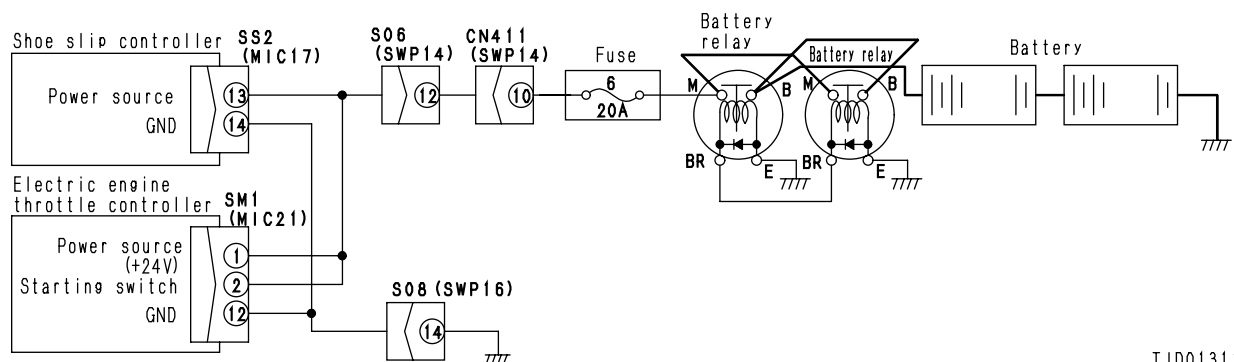 Shoe slip controller
SS2
(MIC17)
Power source
13
GND
14
S06
(SWP14)
12
CN411
(SWP14)
10
Fuse
6
20A
Battery
relay
Battery relay
M
B
BR
E
M
B
BR
E
Battery
Electric engine
throttle controller
SM1
(MIC21)
Power source
(+24V)
1
Starting switch
2
GND
12
S08 (SWP16)
14
TJD0131